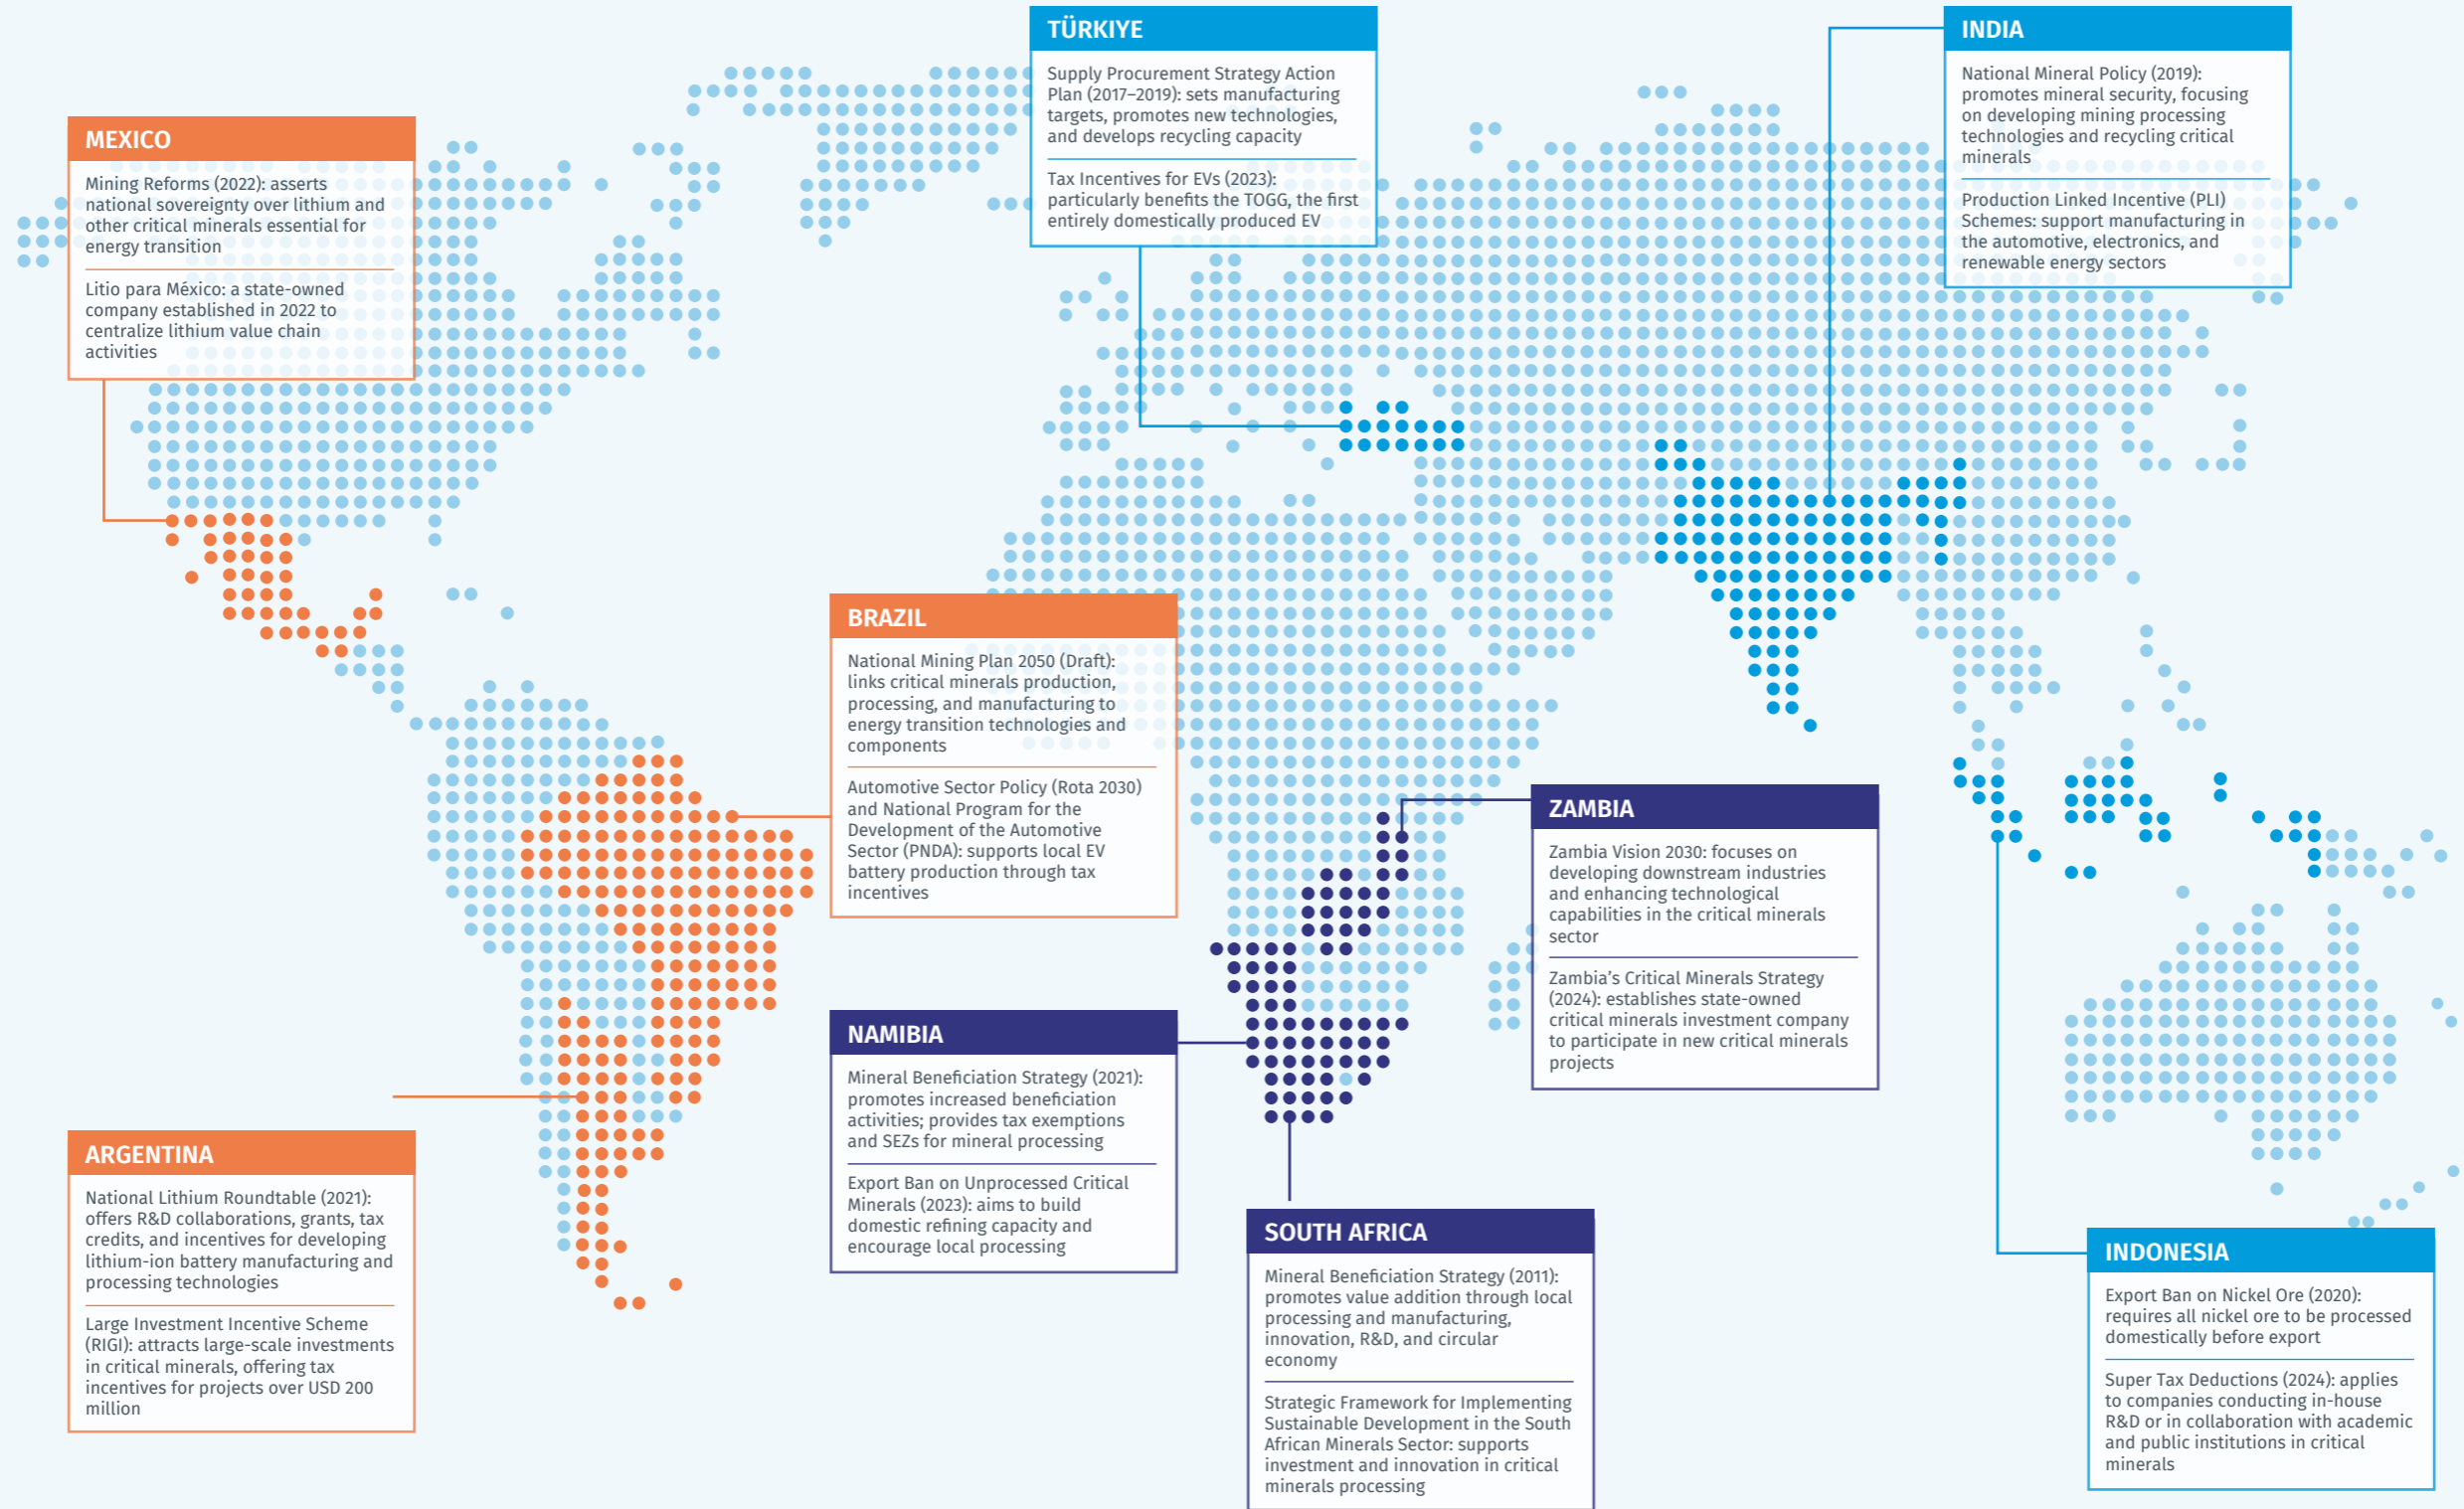 MEXICO
Mining Reforms (2022): asserts
national sovereignty over lithium and
other critical minerals essential for
energy transition
Litio para México: a state-owned
company established in 2022 to
centralize lithium value chain
activities
TÜRKIYE
Supply Procurement Strategy Action
Plan (2017–2019): sets manufacturing
targets, promotes new technologies,
and develops recycling capacity
Tax Incentives for EVs (2023):
particularly benefits the TOGG, the first
entirely domestically produced EV
INDIA
National Mineral Policy (2019):
promotes mineral security, focusing
on developing mining processing
technologies and recycling critical
minerals
Production Linked Incentive (PLI)
Schemes: support manufacturing in
the automotive, electronics, and
renewable energy sectors
BRAZIL
National Mining Plan 2050 (Draft):
links critical minerals production,
processing, and manufacturing to
energy transition technologies and
components
Automotive Sector Policy (Rota 2030)
and National Program for the
Development of the Automotive
Sector (PNDA): supports local EV
battery production through tax
incentives
ZAMBIA
Zambia Vision 2030: focuses on
developing downstream industries
and enhancing technological
capabilities in the critical minerals
sector
Zambia’s Critical Minerals Strategy
(2024): establishes state-owned
critical minerals investment company
to participate in new critical minerals
projects
NAMIBIA
Mineral Beneficiation Strategy (2021):
promotes increased beneficiation
activities; provides tax exemptions
and SEZs for mineral processing
Export Ban on Unprocessed Critical
Minerals (2023): aims to build
domestic refining capacity and
encourage local processing
ARGENTINA
National Lithium Roundtable (2021):
offers R&D collaborations, grants, tax
credits, and incentives for developing
lithium-ion battery manufacturing and
processing technologies
Large Investment Incentive Scheme
(RIGI): attracts large-scale investments
in critical minerals, offering tax
incentives for projects over USD 200
million
SOUTH AFRICA
Mineral Beneficiation Strategy (2011):
promotes value addition through local
processing and manufacturing,
innovation, R&D, and circular
economy
Strategic Framework for Implementing
Sustainable Development in the South
African Minerals Sector: supports
investment and innovation in critical
minerals processing
INDONESIA
Export Ban on Nickel Ore (2020):
requires all nickel ore to be processed
domestically before export
Super Tax Deductions (2024): applies
to companies conducting in-house
R&D or in collaboration with academic
and public institutions in critical
minerals